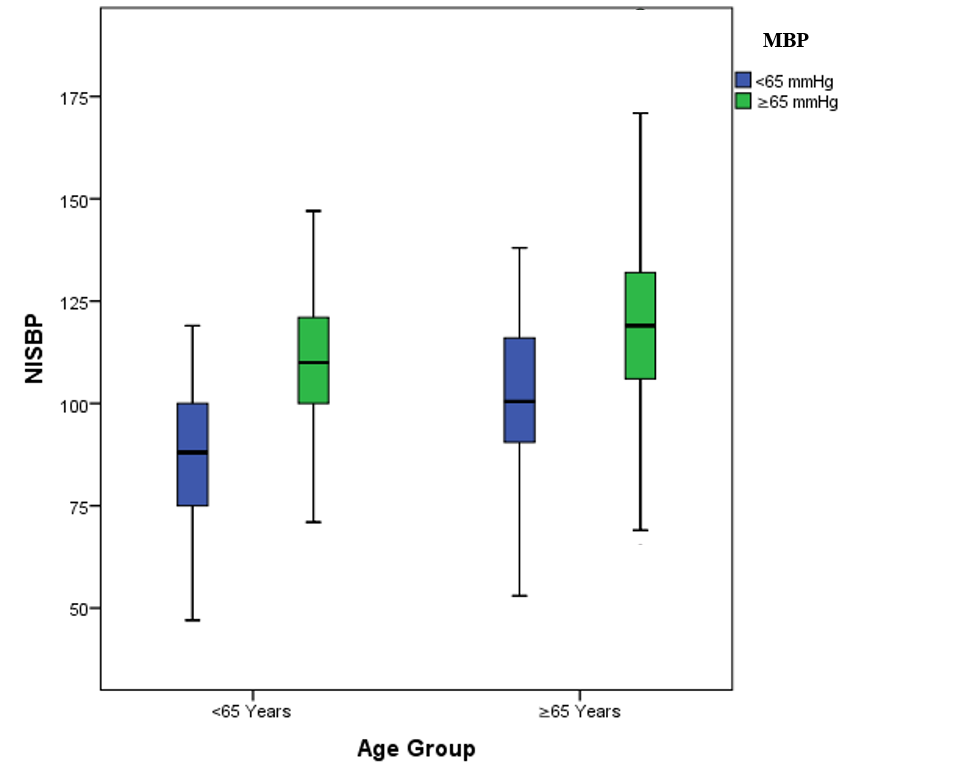 MBP
<65 mmHg
≥65 mmHg
NISBP
175
150
125
100
75
50
<65 Years
≥65 Years
Age Group